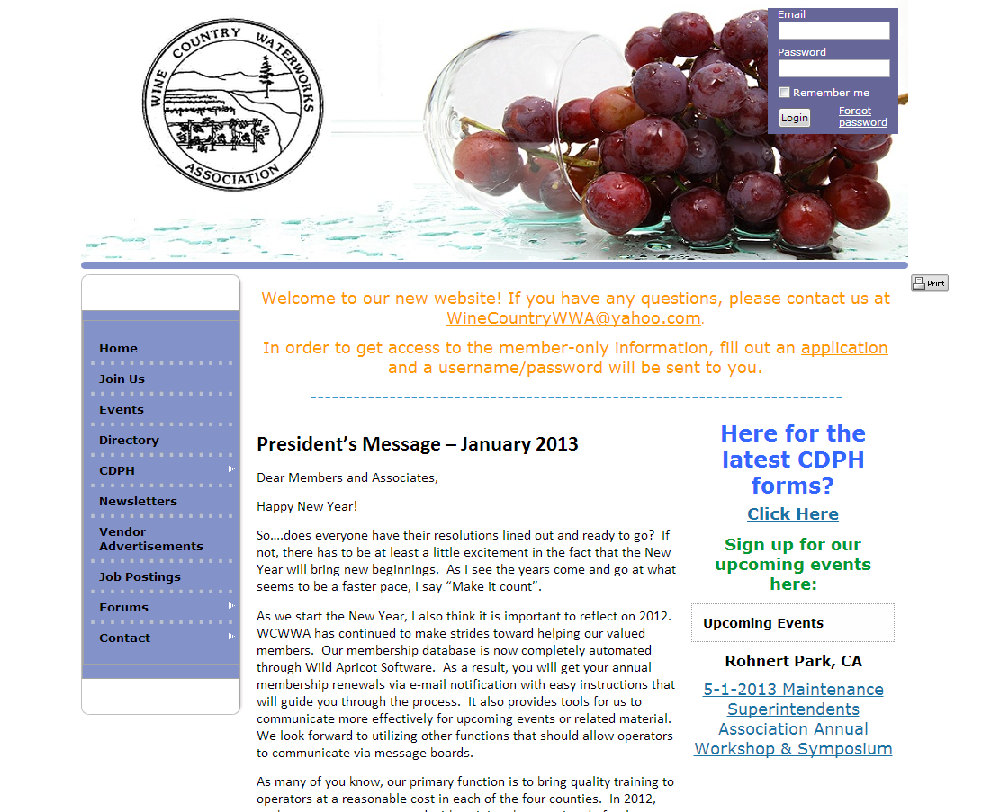 WINE COUNTRY WATERWORKS
ASSOCIATION
Email
Password
Remember me
Login
Forgot
password
Print
Home
Join Us
Events
Directory
CDPH
Newsletters
Vendor
Advertisements
Job Postings
Forums
Contact
Welcome to our new website! If you have any questions, please contact us at
WineCountryWWA@yahoo.com.
In order to get access to the member-only information, fill out an application
and a username/password will be sent to you.
--------------------------------------------------------------------------
President’s Message – January 2013
Dear Members and Associates,
Happy New Year!
So….does everyone have their resolutions lined out and ready to go?  If
not, there has to be at least a little excitement in the fact that the New
Year will bring new beginnings.  As I see the years come and go at what
seems to be a faster pace, I say “Make it count”.
As we start the New Year, I also think it is important to reflect on 2012.
WCWWA has continued to make strides toward helping our valued
members.  Our membership database is now completely automated
through Wild Apricot Software.  As a result, you will get your annual
membership renewals via e-mail notification with easy instructions that
will guide you through the process.  It also provides tools for us to
communicate more effectively for upcoming events or related material.
We look forward to utilizing other functions that should allow operators
to communicate via message boards.
As many of you know, our primary function is to bring quality training to
operators at a reasonable cost in each of the four counties.  In 2012,
Here for the
latest CDPH
forms?
Click Here
Sign up for our
upcoming events
here:
Upcoming Events
Rohnert Park, CA
5-1-2013 Maintenance
Superintendents
Association Annual
Workshop & Symposium